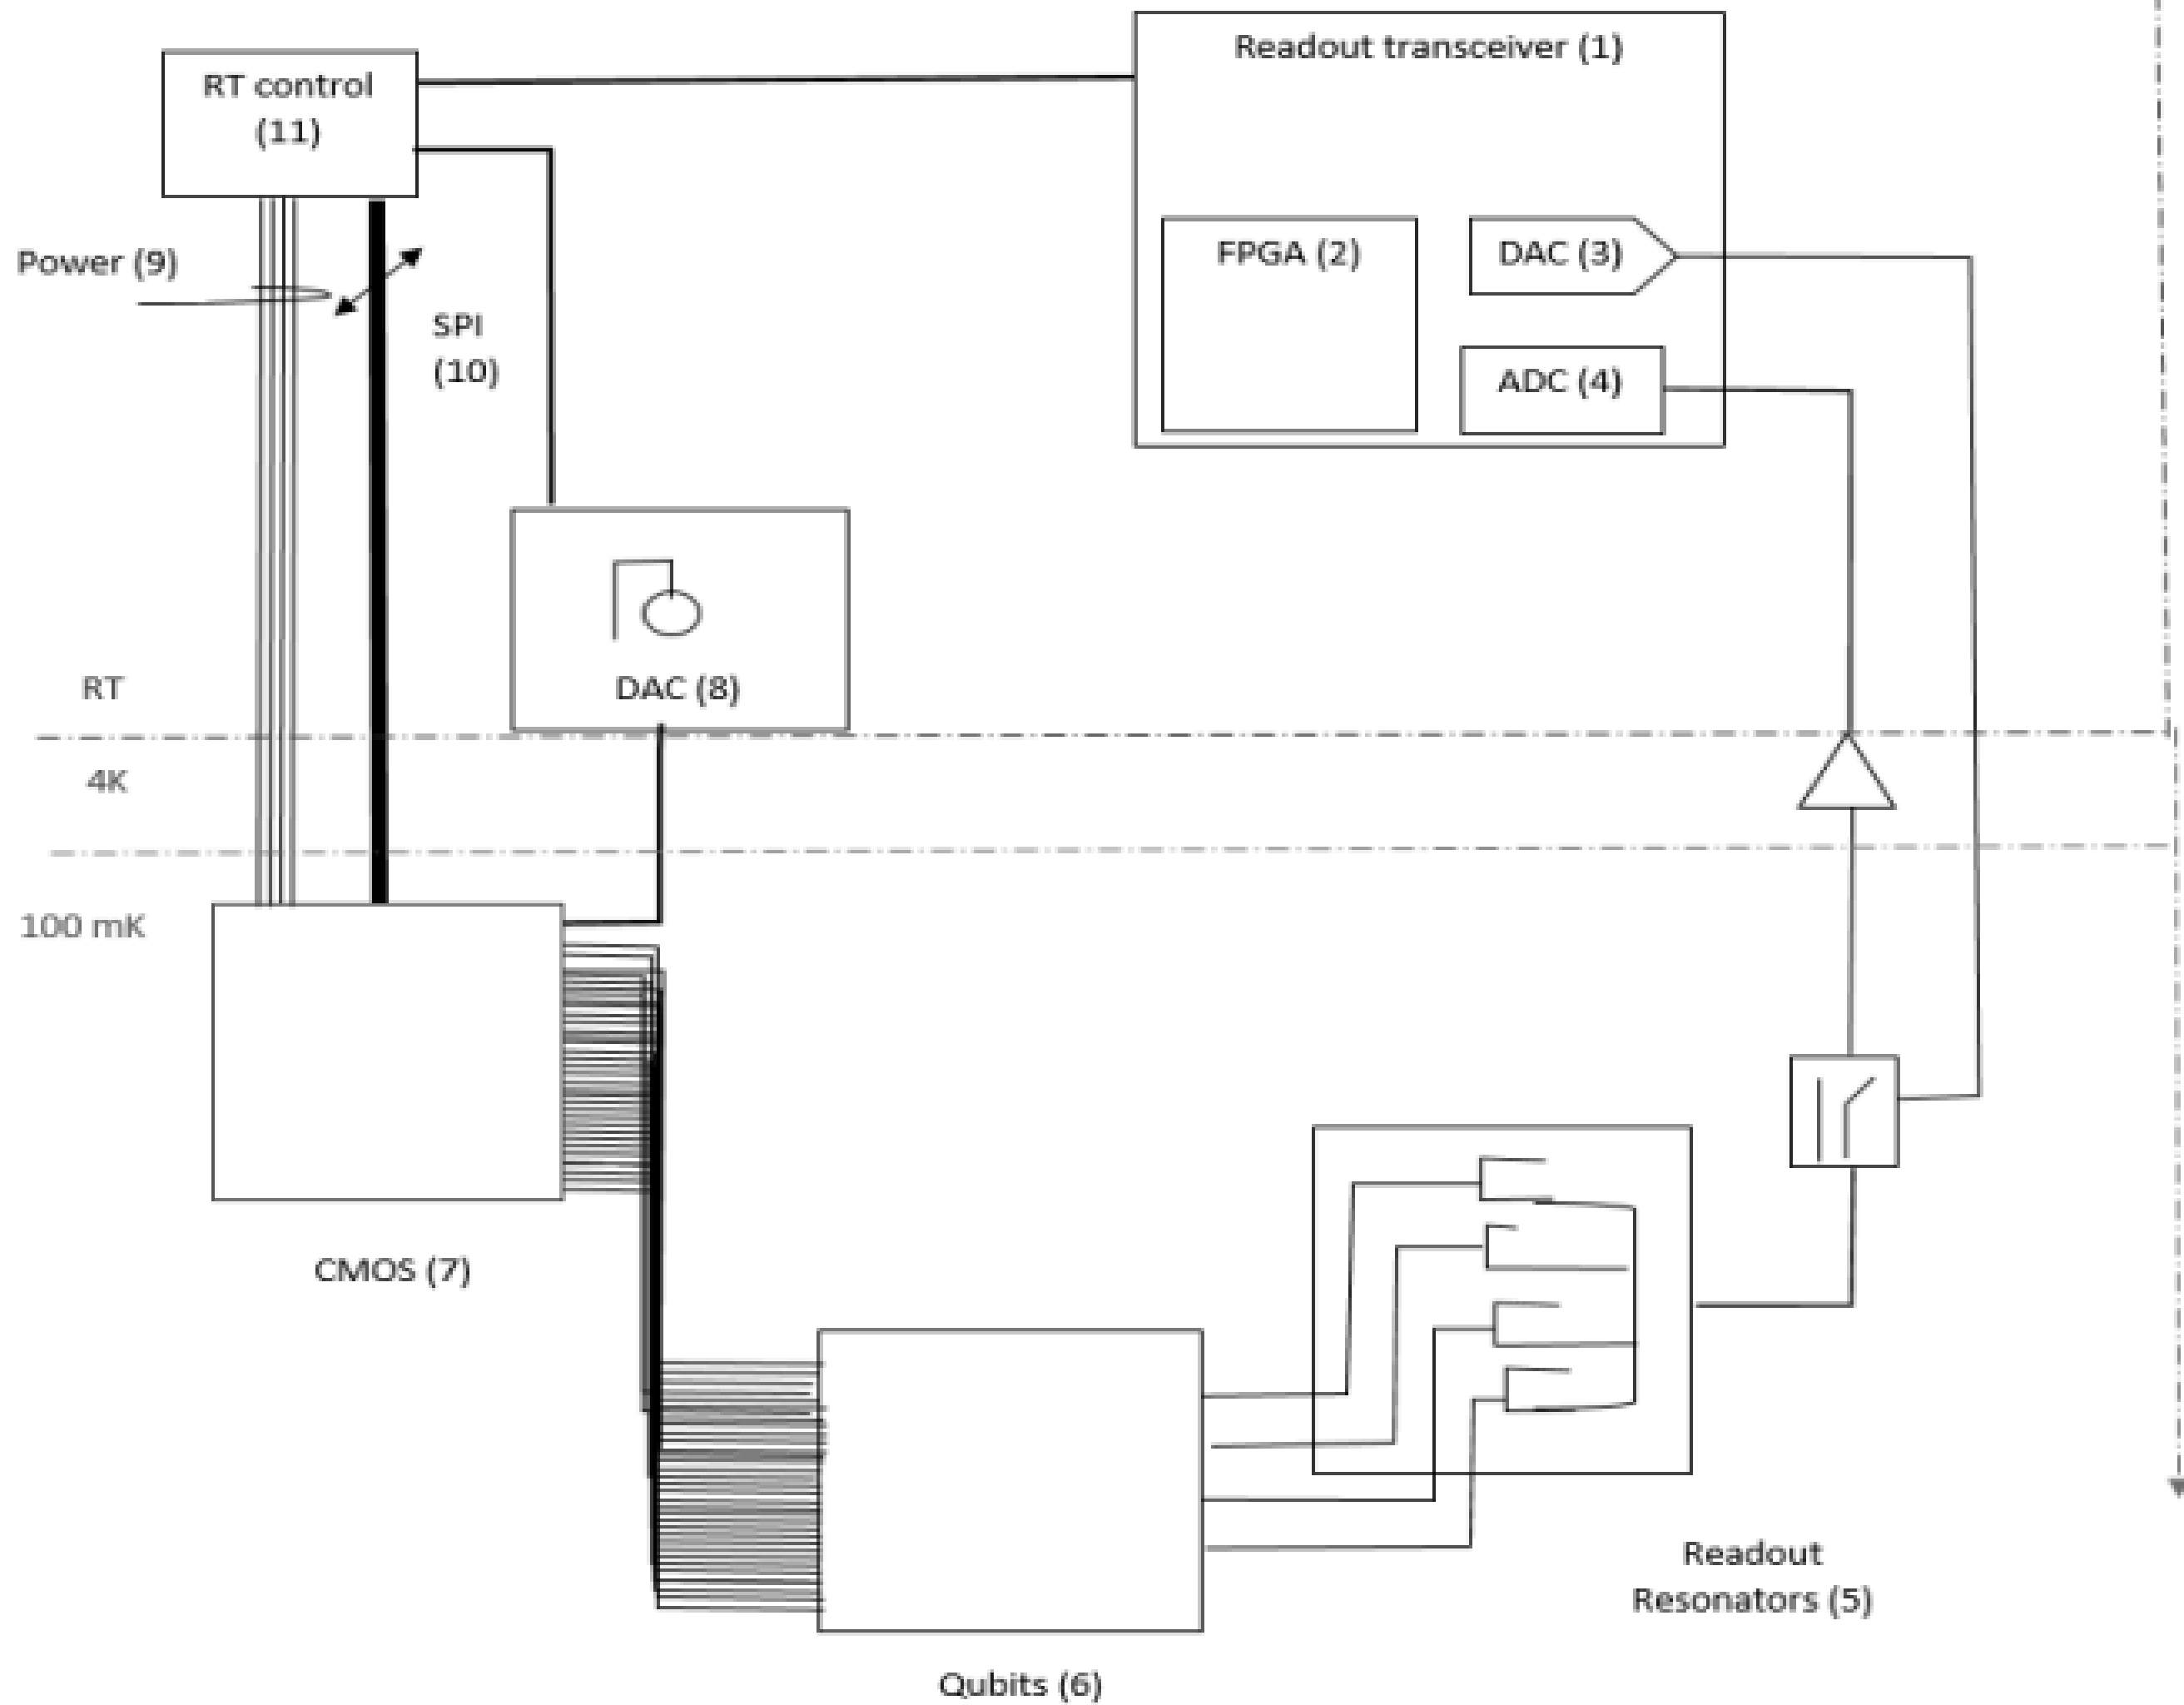 Readout transceiver (1)
RT control
(11)
Power (9)
FPGA (2)
DAC (3)
SPI
(10)
ADC (4)
RT
DAC (8)
4K
100 mK
CMOS (7)
Readout
Resonators (5)
Qubits (6)